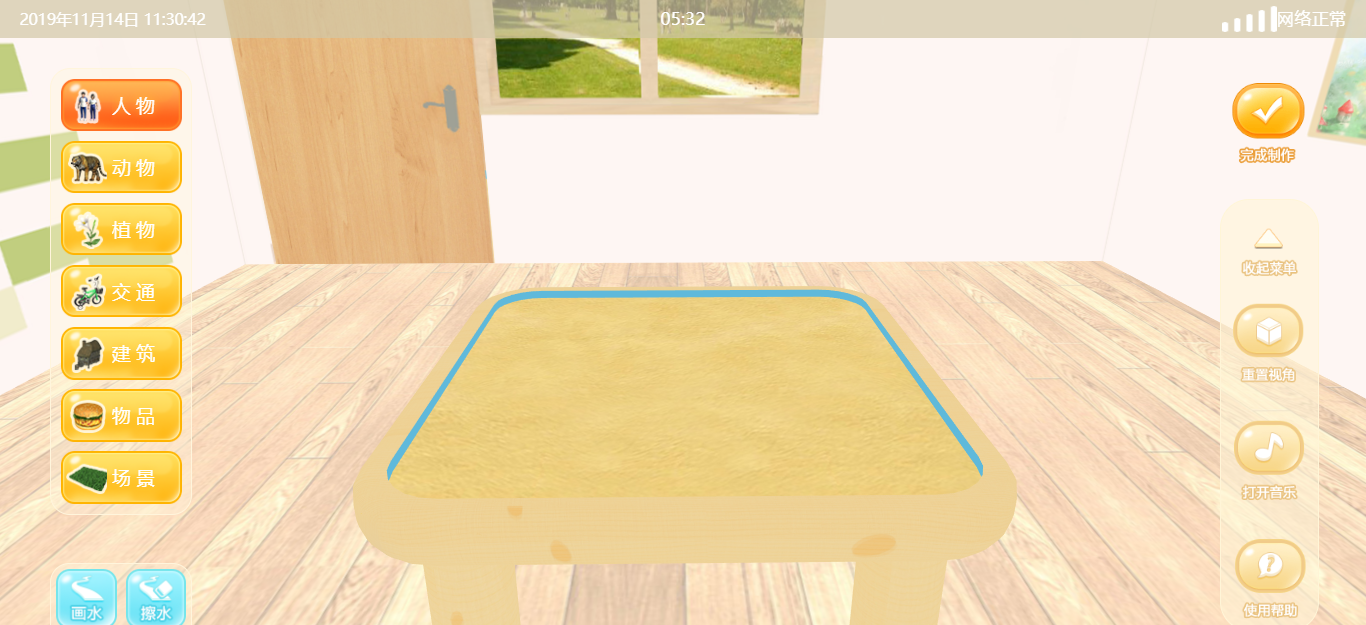 2019年11月14日 11:30:42
05:32
网络正常
人物
动物
植物
交通
建筑
物品
场景
画水
擦水
完成制作
收起菜单
重置视角
打开音乐
使用帮助